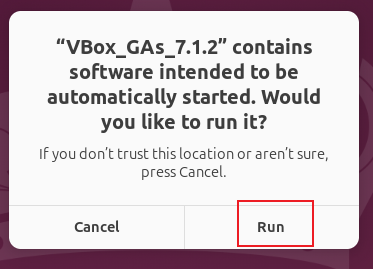 “VBox_GAs_7.1.2” contains
software intended to be
automatically started. Would
you like to run it?
If you don’t trust this location or aren’t sure,
press Cancel.
Cancel
Run